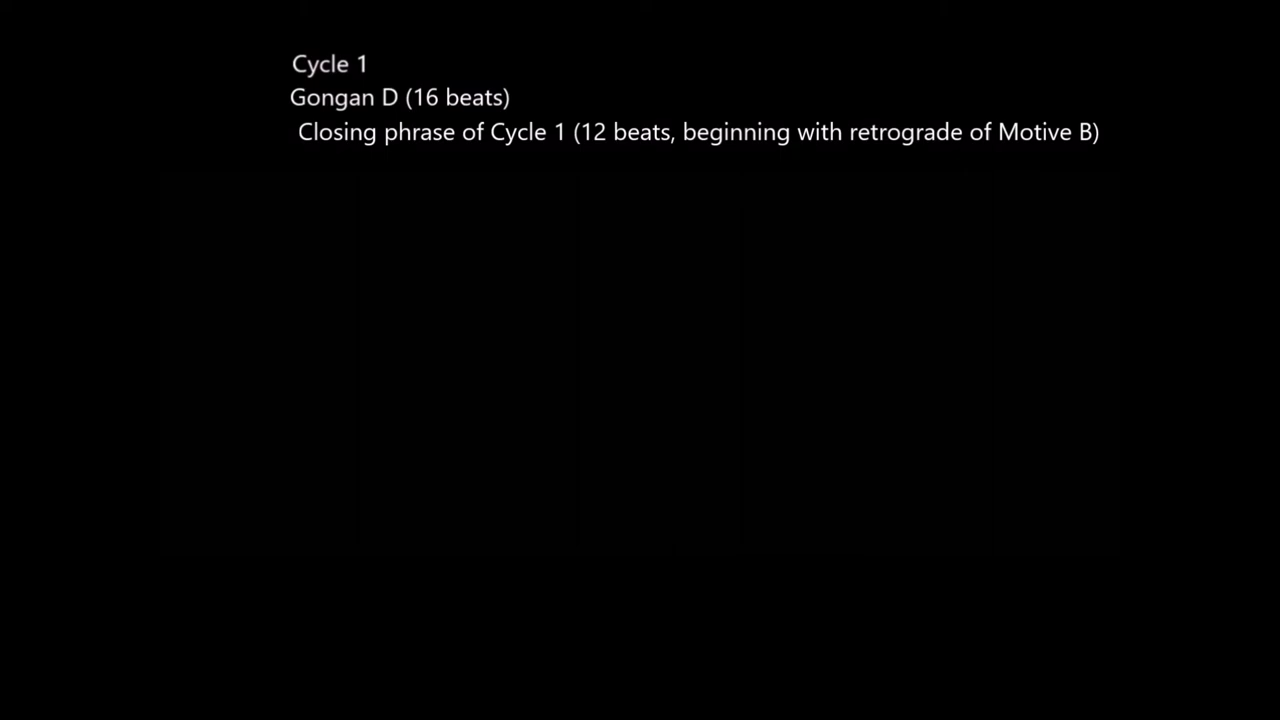 Cycle 1
Gongan D (16 beats)
Closing phrase of Cycle 1 (12 beats, beginning with retrograde of Motive B)